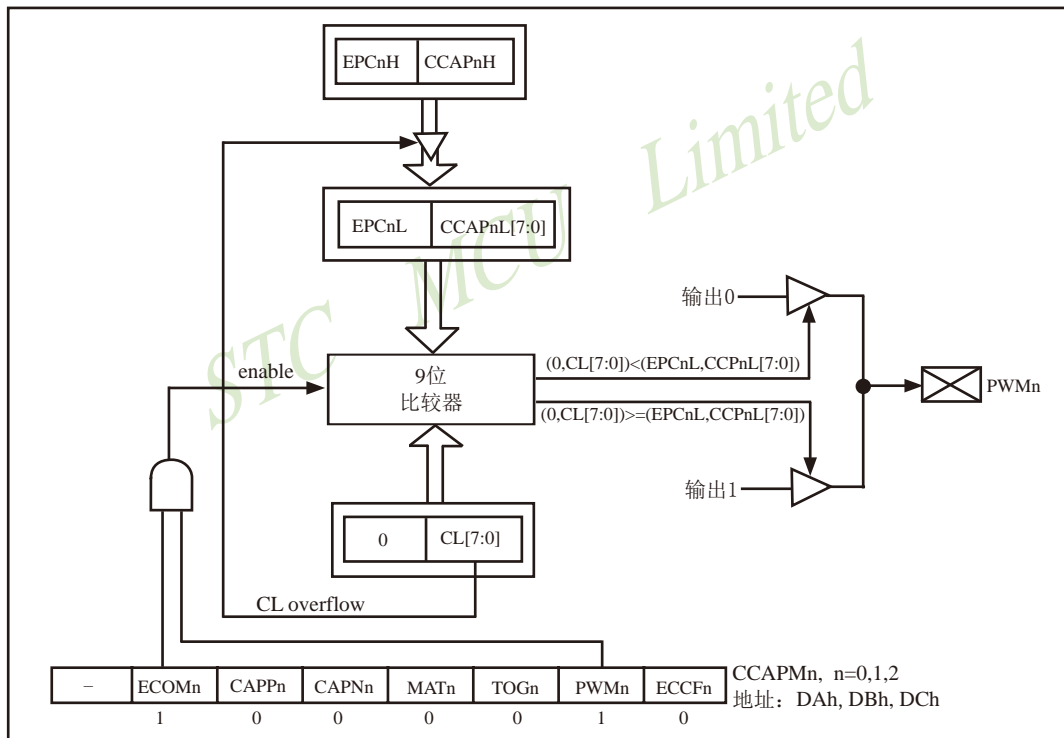 EPCnH CCAPnH
STC MCU Limited
EPCnL CCAPnL[7:0]
输出0
enable
9位
比较器
(0,CL[7:0])<(EPCnL,CCPnL[7:0])
PWMn
(0,CL[7:0])>=(EPCnL,CCPnL[7:0])
输出1
0 CL[7:0]
CL overflow
– ECOMn CAPPn CAPNn MATn TOGn PWMn ECCFn
CCAPMn, n=0,1,2
地址：DAh, DBh, DCh
1 0 0 0 0 1 0